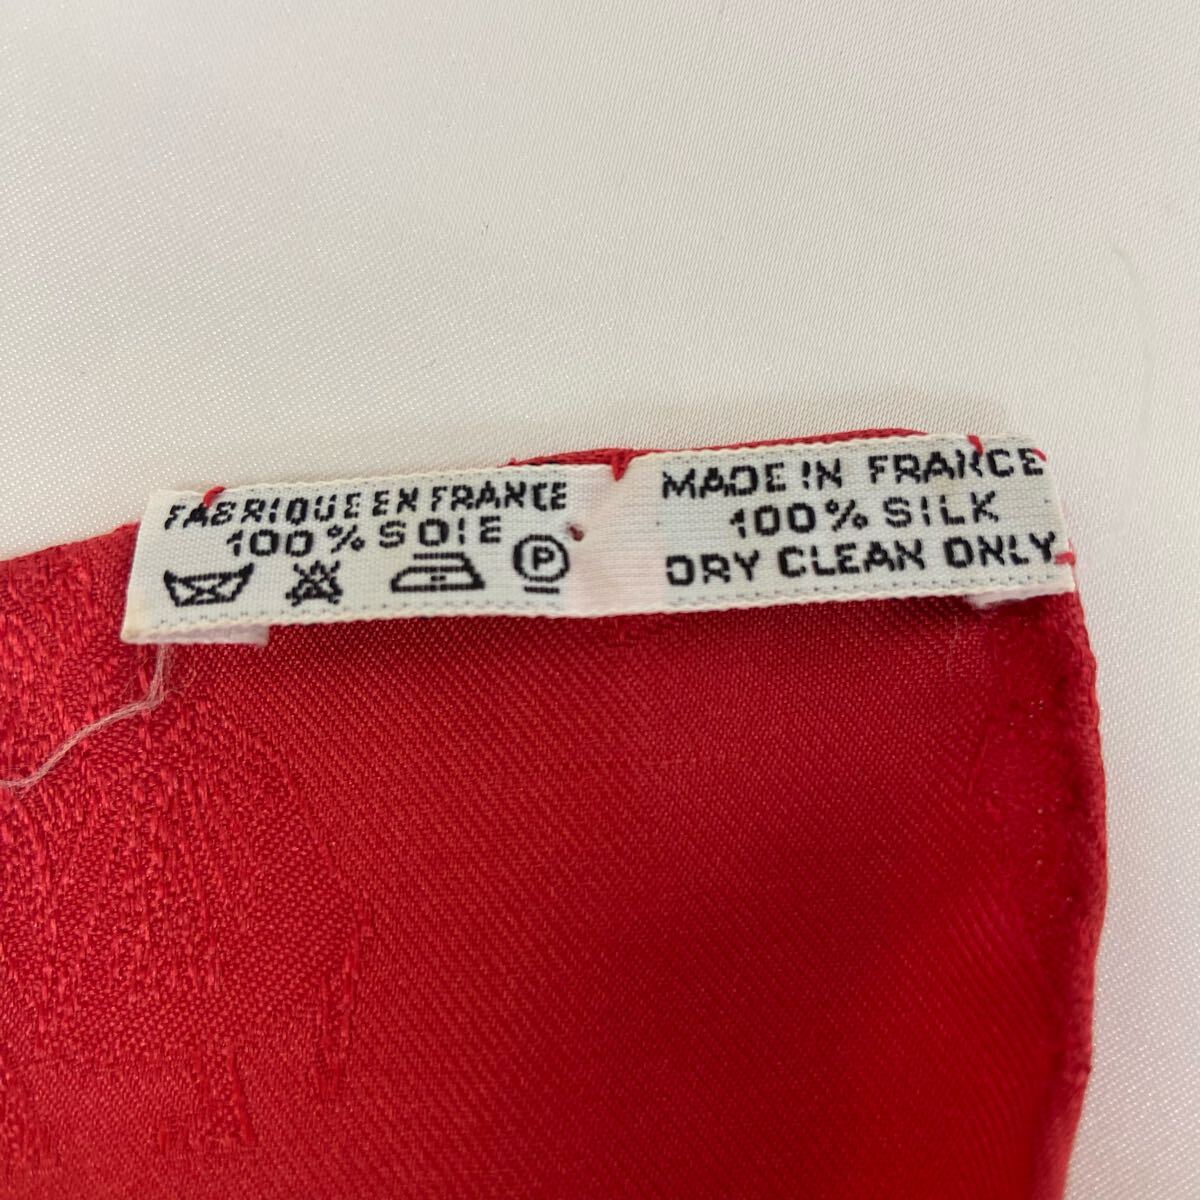 FABRIQUE EN FRANCE
100% SOIE
P
MADE IN FRANCE
100% SILK
DRY CLEAN ONLY